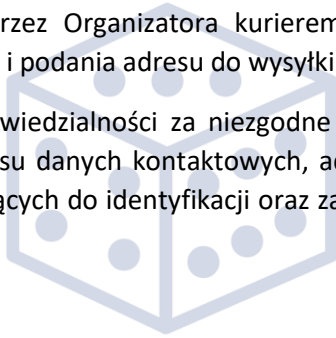 rzez Organizatora kurierem
i podania adresu do wysyłki
wiedzialności za niezgodne
su danych kontaktowych, ad
ących do identyfikacji oraz za